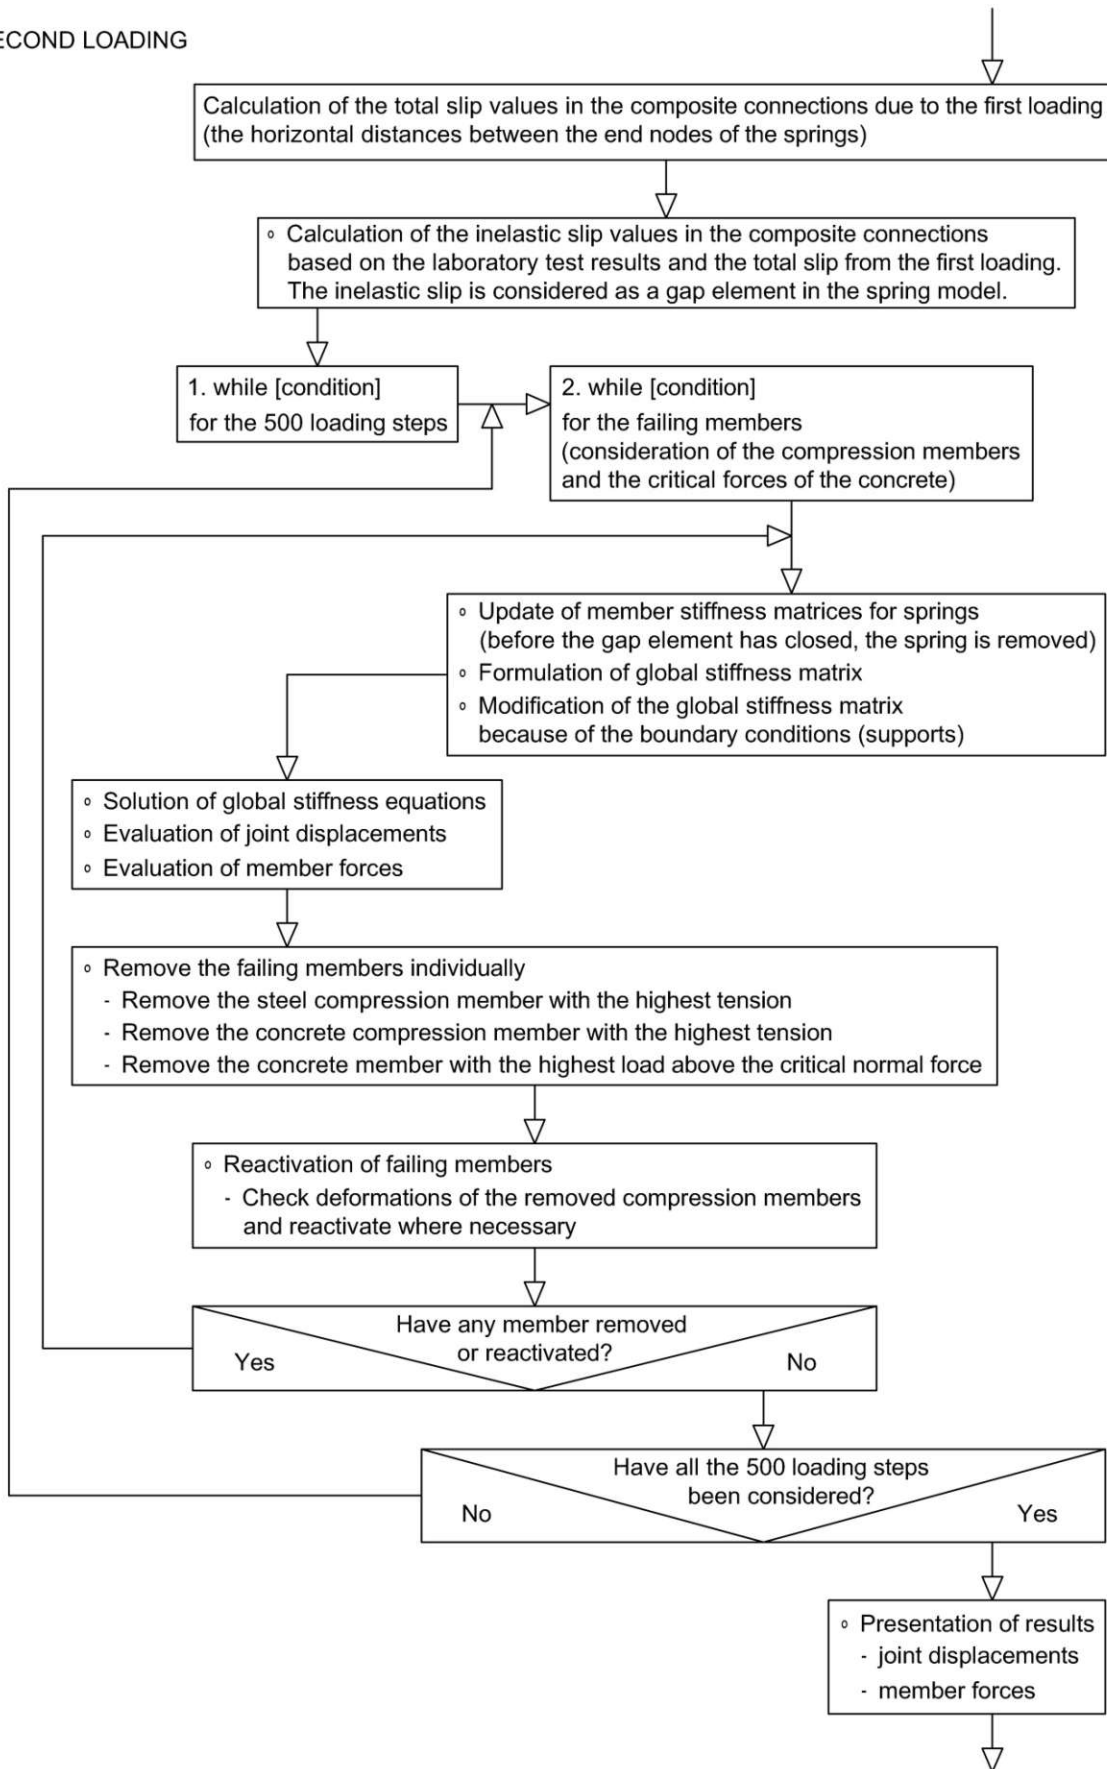 ECOND LOADING
Calculation of the total slip values in the composite connections due to the first loading
(the horizontal distances between the end nodes of the springs)
∘ Calculation of the inelastic slip values in the composite connections
based on the laboratory test results and the total slip from the first loading.
The inelastic slip is considered as a gap element in the spring model.
1. while [condition]
for the 500 loading steps
2. while [condition]
for the failing members
(consideration of the compression members
and the critical forces of the concrete)
∘ Update of member stiffness matrices for springs
(before the gap element has closed, the spring is removed)
∘ Formulation of global stiffness matrix
∘ Modification of the global stiffness matrix
because of the boundary conditions (supports)
∘ Solution of global stiffness equations
∘ Evaluation of joint displacements
∘ Evaluation of member forces
∘ Remove the failing members individually
- Remove the steel compression member with the highest tension
- Remove the concrete compression member with the highest tension
- Remove the concrete member with the highest load above the critical normal force
∘ Reactivation of failing members
- Check deformations of the removed compression members
and reactivate where necessary
Have any member removed
or reactivated?
Yes
No
Have all the 500 loading steps
been considered?
No
Yes
∘ Presentation of results
- joint displacements
- member forces